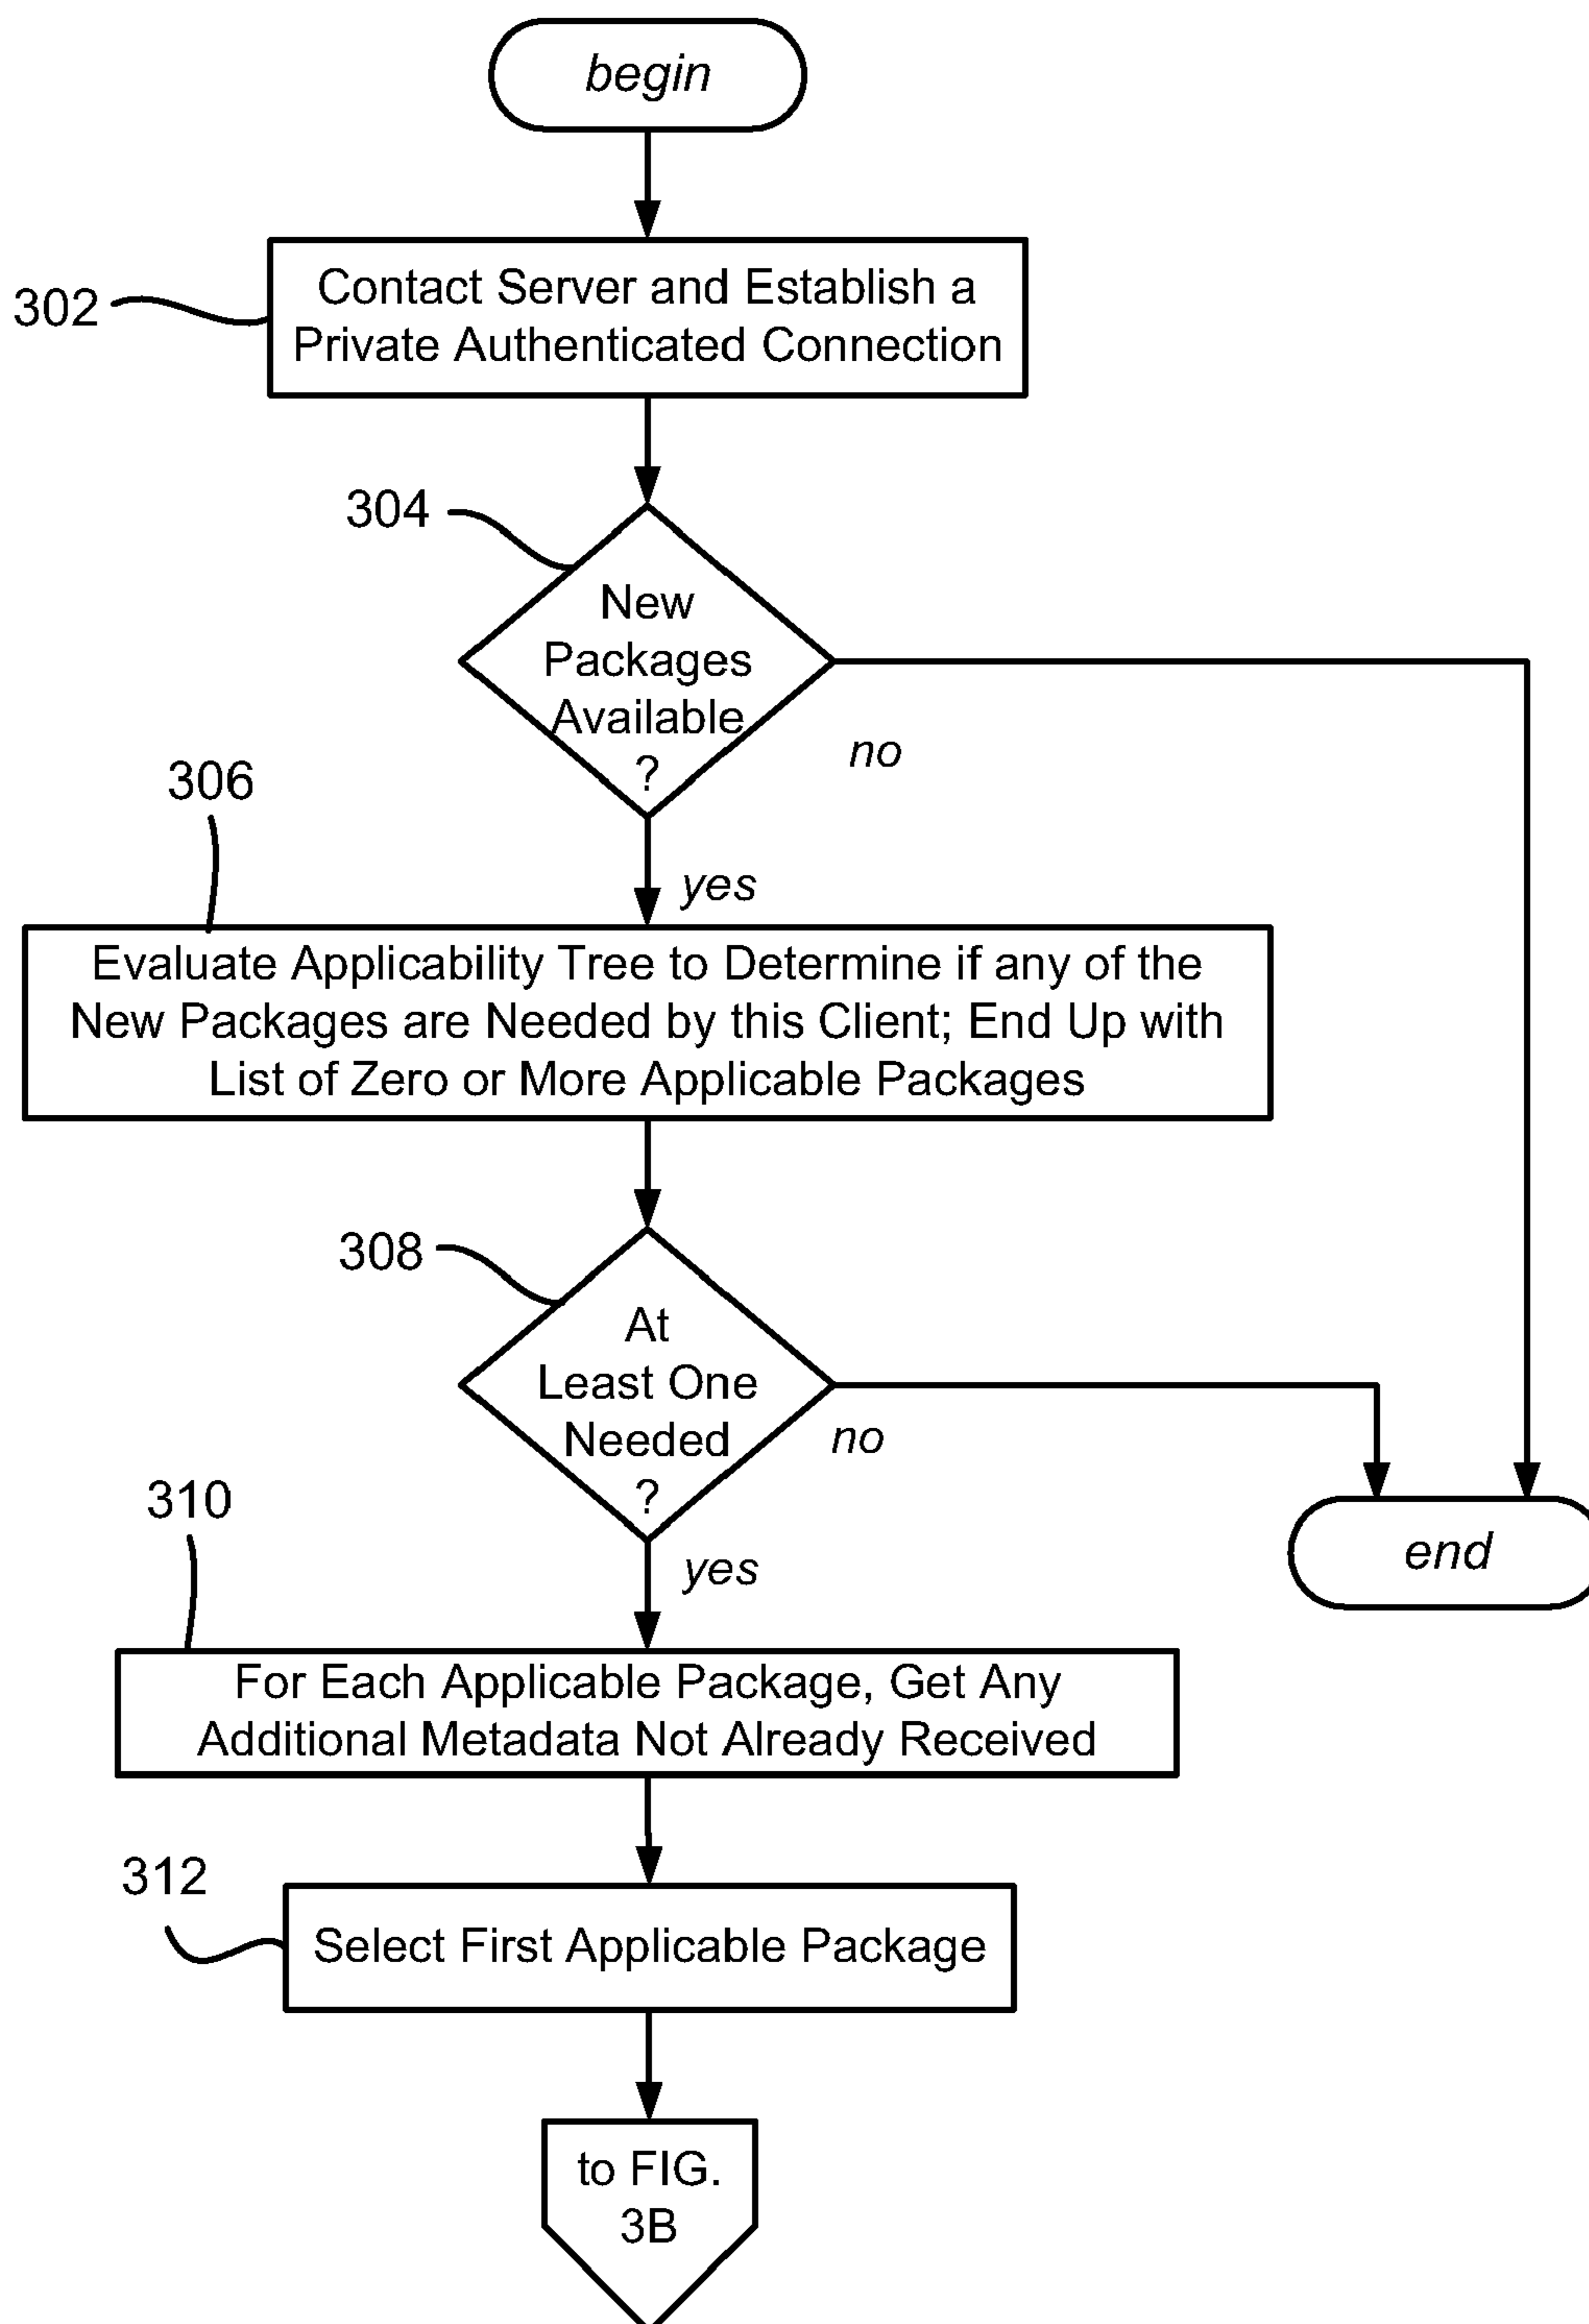 begin
302
Contact Server and Establish a
Private Authenticated Connection
304
New
Packages
Available
?
no
yes
306
Evaluate Applicability Tree to Determine if any of the
New Packages are Needed by this Client; End Up with
List of Zero or More Applicable Packages
308
At
Least One
Needed
?
no
yes
end
310
For Each Applicable Package, Get Any
Additional Metadata Not Already Received
312
Select First Applicable Package
to FIG.
3B